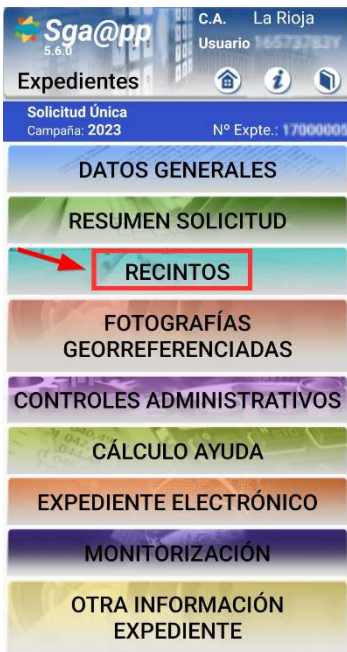 Sga@pp
5.6.0
C.A. La Rioja
Usuario
Expedientes
Solicitud Única
Campaña: 2023
Nº Expte.: 17000005
DATOS GENERALES
RESUMEN SOLICITUD
RECINTOS
FOTOGRAFÍAS
GEORREFERENCIADAS
CONTROLES ADMINISTRATIVOS
CÁLCULO AYUDA
EXPEDIENTE ELECTRÓNICO
MONITORIZACIÓN
OTRA INFORMACIÓN
EXPEDIENTE